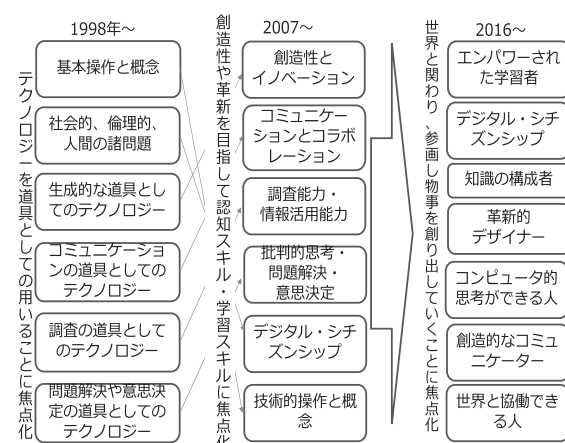 1998年～
テクノロジーを道具としての用いることに焦点化
基本操作と概念
社会的、倫理的、
人間の諸問題
生成的な道具とし
てのテクノロジー
コミュニケーショ
ンの道具としての
テクノロジー
調査の道具として
のテクノロジー
問題解決や意思決
定の道具としての
テクノロジー
2007～
創造性や革新を目指して認知スキル・学習スキルに焦点化
創造性と
イノベーション
コミュニケー
ションとコラボ
レーション
調査能力・
情報活用能力
批判的思考・
問題解決・
意思決定
デジタル・シチ
ズンシップ
技術的操作と概
念
2016～
世界と関わり、参画し物事を創り出していくことに焦点化
エンパワーされ
た学習者
デジタル・シチ
ズンシップ
知識の構成者
革新的
デザイナー
コンピュータ的
思考ができる人
創造的なコミュ
ニケーター
世界と協働でき
る人